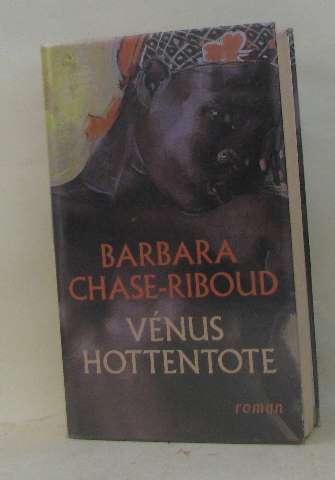 BARBARA
CHASE-RIBOUD
VÉNUS
HOTTENTOTE
roman